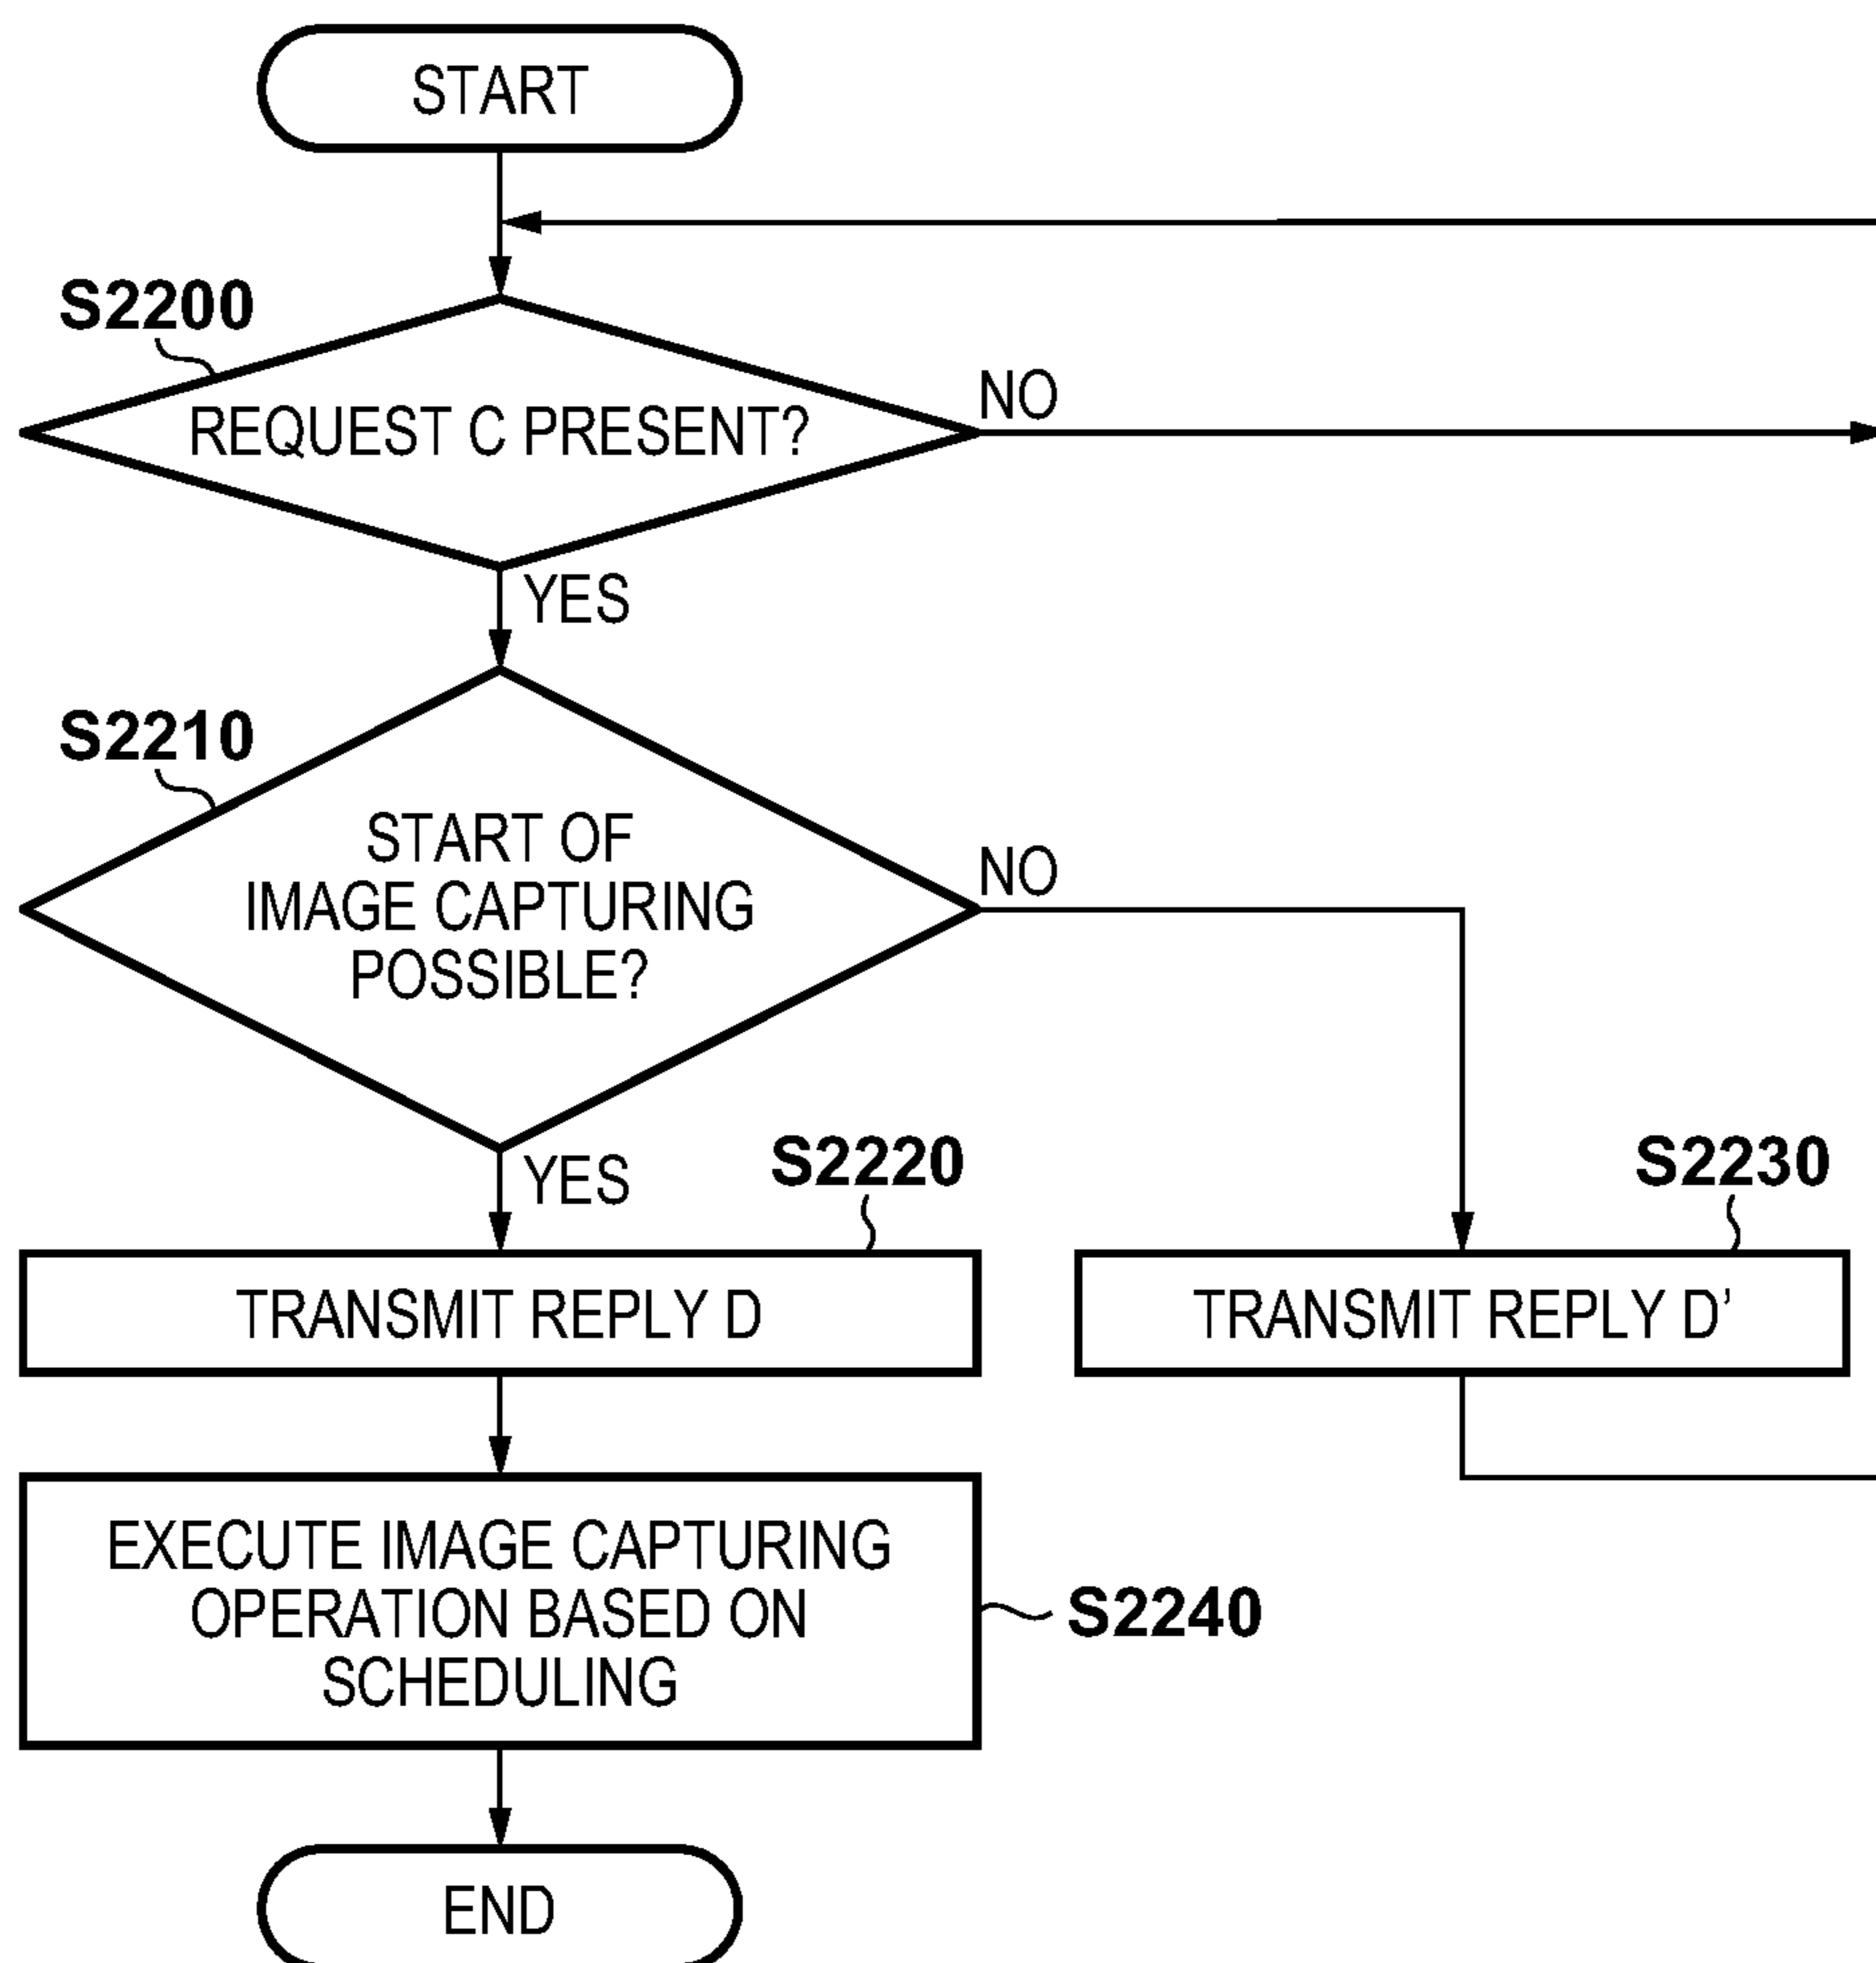 START
S2200
REQUEST C PRESENT?
NO
YES
S2210
START OF
IMAGE CAPTURING
POSSIBLE?
NO
YES
S2220
S2230
TRANSMIT REPLY D
TRANSMIT REPLY D'
EXECUTE IMAGE CAPTURING
OPERATION BASED ON
SCHEDULING
S2240
END